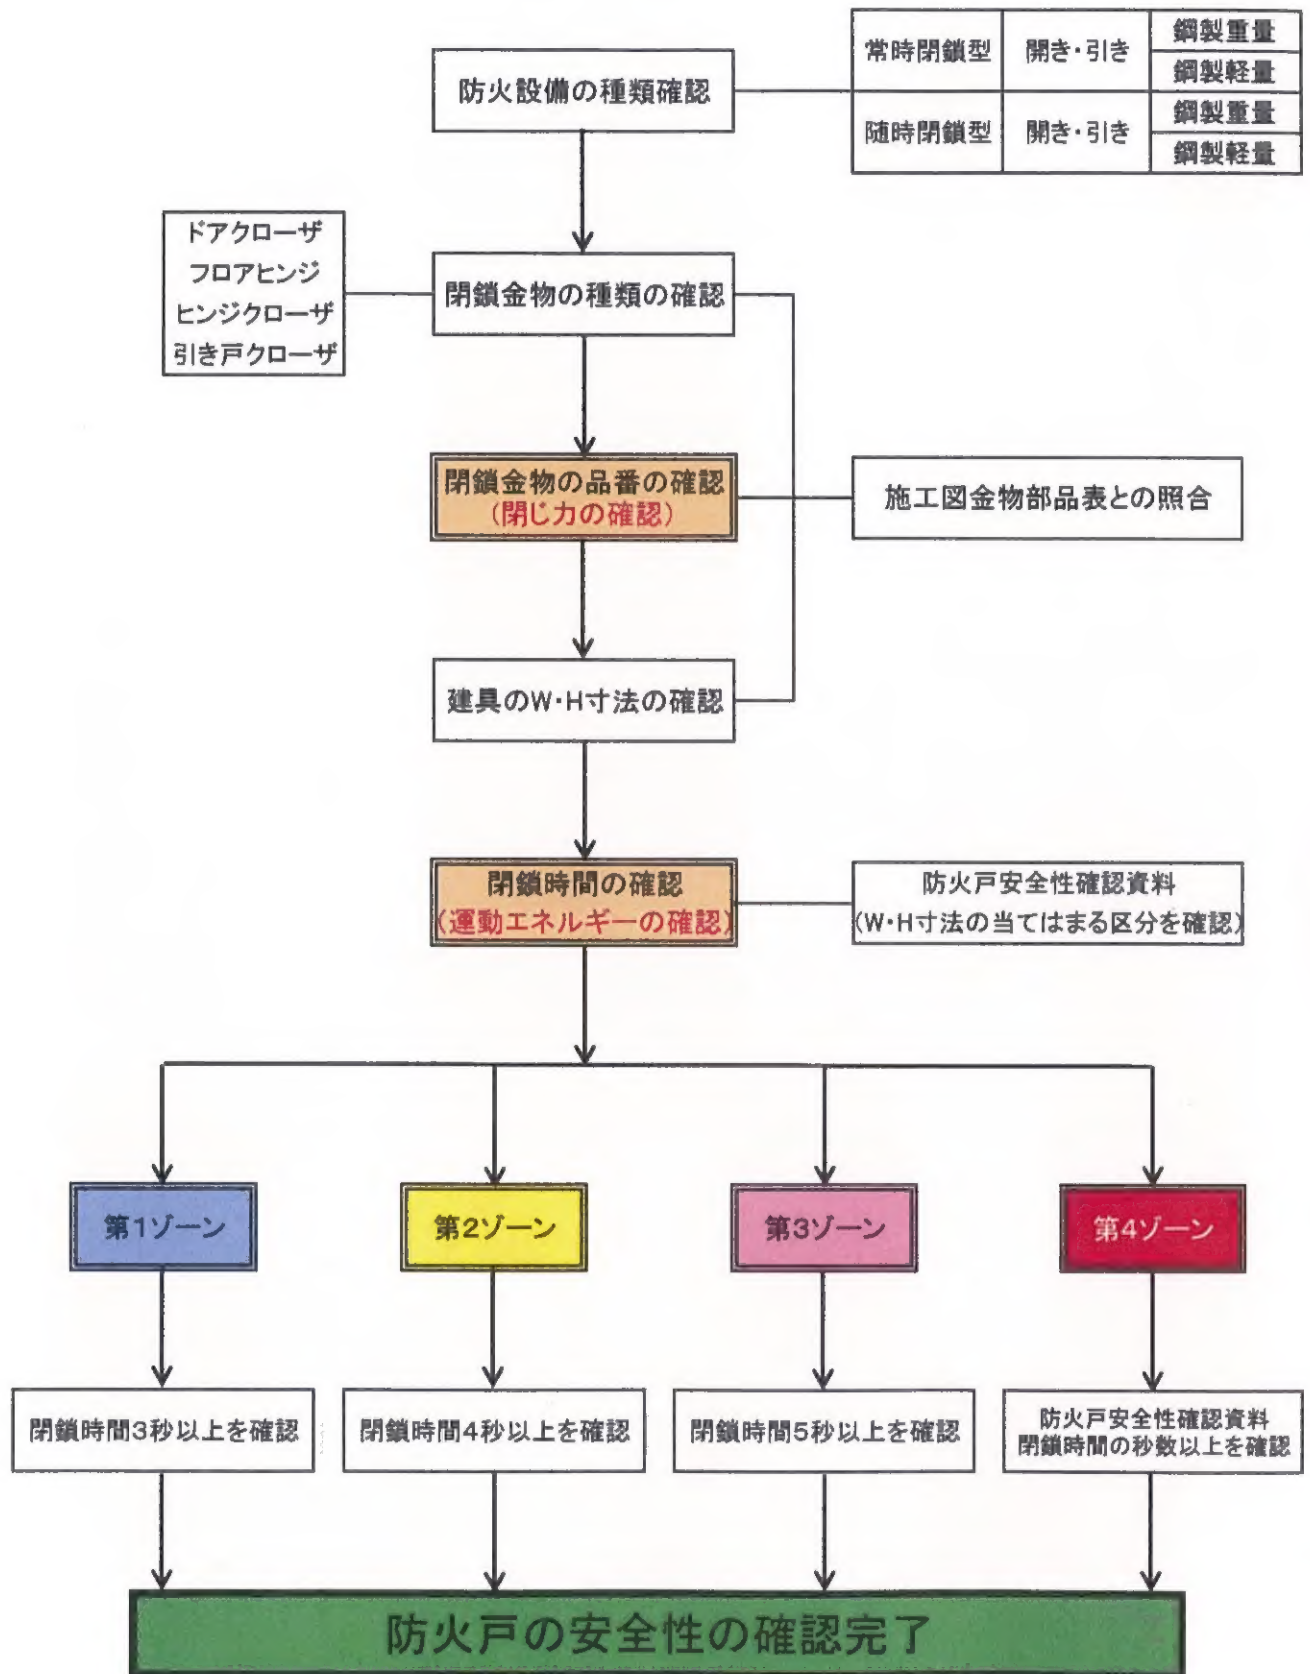 防火設備の種類確認
常時閉鎖型 開き・引き 鋼製重量
鋼製軽量
随時閉鎖型 開き・引き 鋼製重量
鋼製軽量
ドアクローザ
フロアヒンジ
ヒンジクローザ
引き戸クローザ
閉鎖金物の種類の確認
閉鎖金物の品番の確認
(閉じ力の確認)
施工図金物部品表との照合
建具のW・H寸法の確認
閉鎖時間の確認
(運動エネルギーの確認)
防火戸安全性確認資料
(W・H寸法の当てはまる区分を確認)
第1ゾーン
第2ゾーン
第3ゾーン
第4ゾーン
閉鎖時間3秒以上を確認
閉鎖時間4秒以上を確認
閉鎖時間5秒以上を確認
防火戸安全性確認資料
閉鎖時間の秒数以上を確認
防火戸の安全性の確認完了